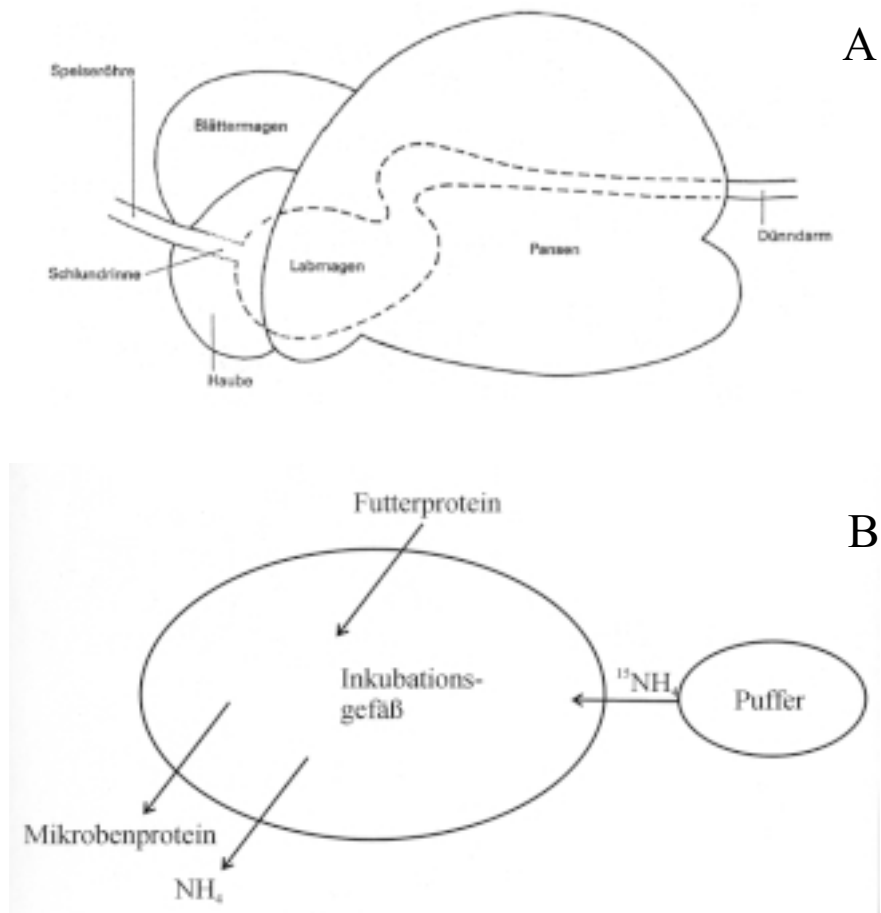 A
Speiseröhre
Blättermagen
Schlundrinne
Labmagen
Pansen
Dünndarm
Haube
B
Futterprotein
Inkubations-
gefäß
¹⁵NH₄
Puffer
Mikrobenprotein
NH₄